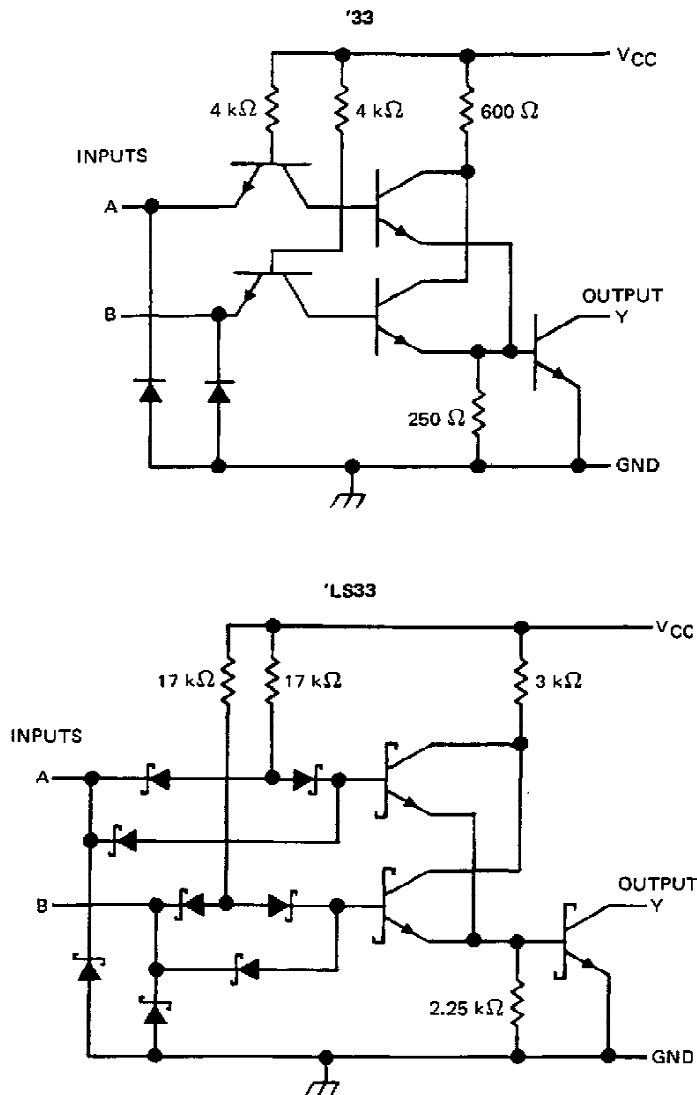 '33
VCC
4 kΩ 4 kΩ 600 Ω
INPUTS
A
B
OUTPUT
Y
250 Ω
GND
'LS33
VCC
17 kΩ 17 kΩ 3 kΩ
INPUTS
A
B
OUTPUT
Y
2.25 kΩ
GND